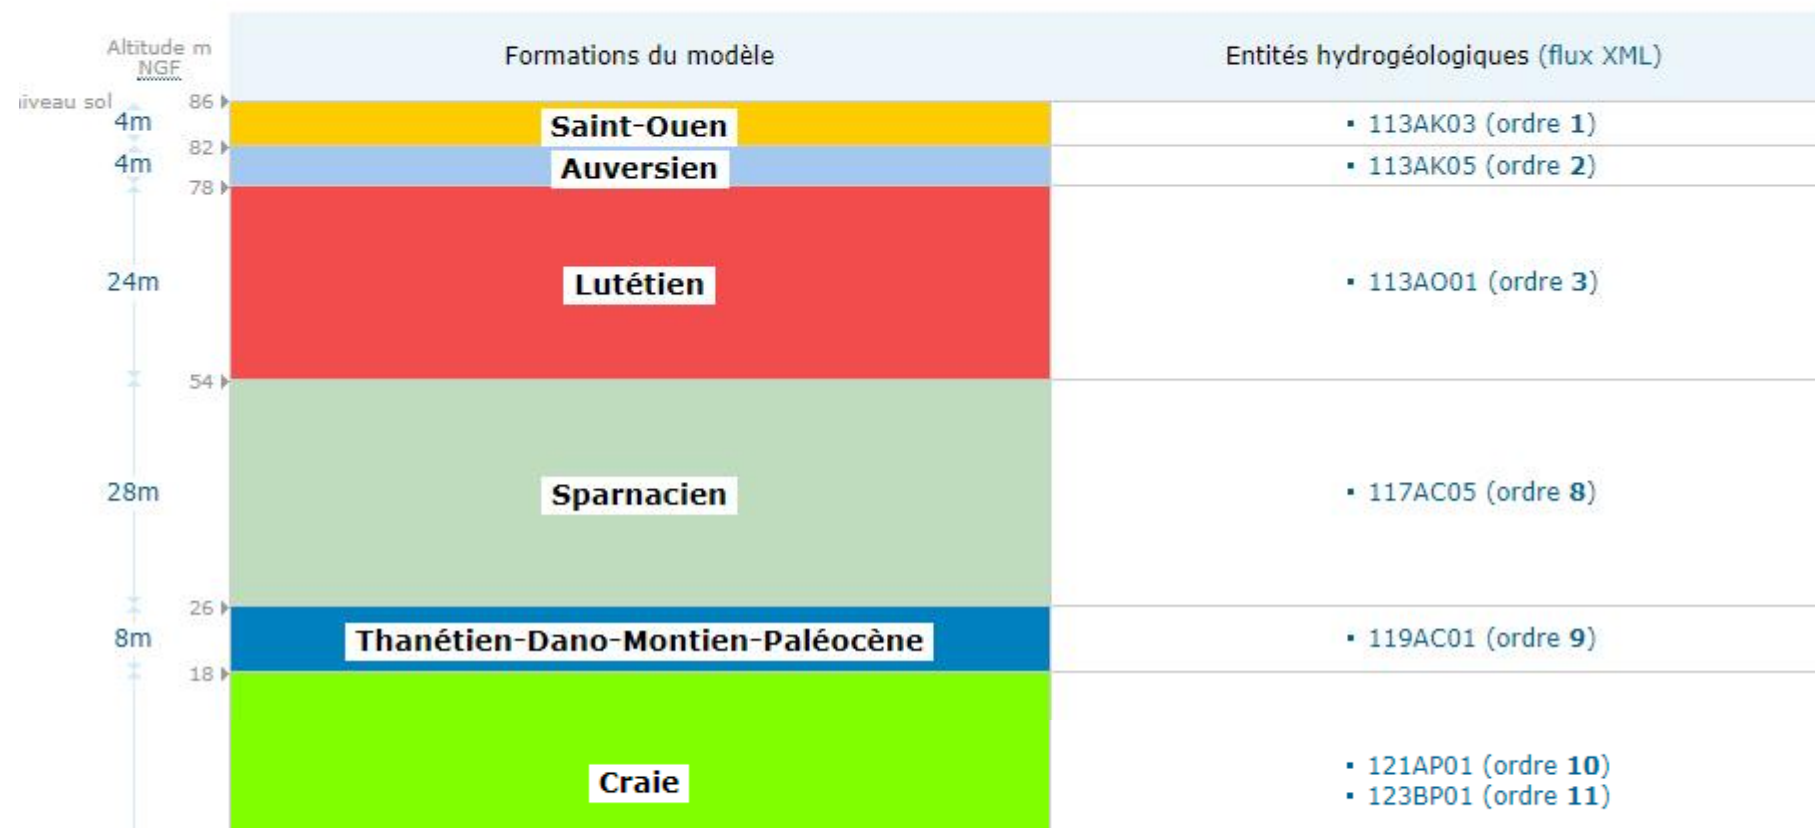 Altitude m
NGF
Formations du modèle
Entités hydrogéologiques (flux XML)
iveau sol
86
4m
Saint-Ouen
▪ 113AK03 (ordre 1)
82
4m
Auversien
▪ 113AK05 (ordre 2)
78
24m
Lutétien
▪ 113AO01 (ordre 3)
54
28m
Sparnacien
▪ 117AC05 (ordre 8)
26
8m
Thanétien-Dano-Montien-Paléocène
▪ 119AC01 (ordre 9)
18
Craie
▪ 121AP01 (ordre 10)
▪ 123BP01 (ordre 11)